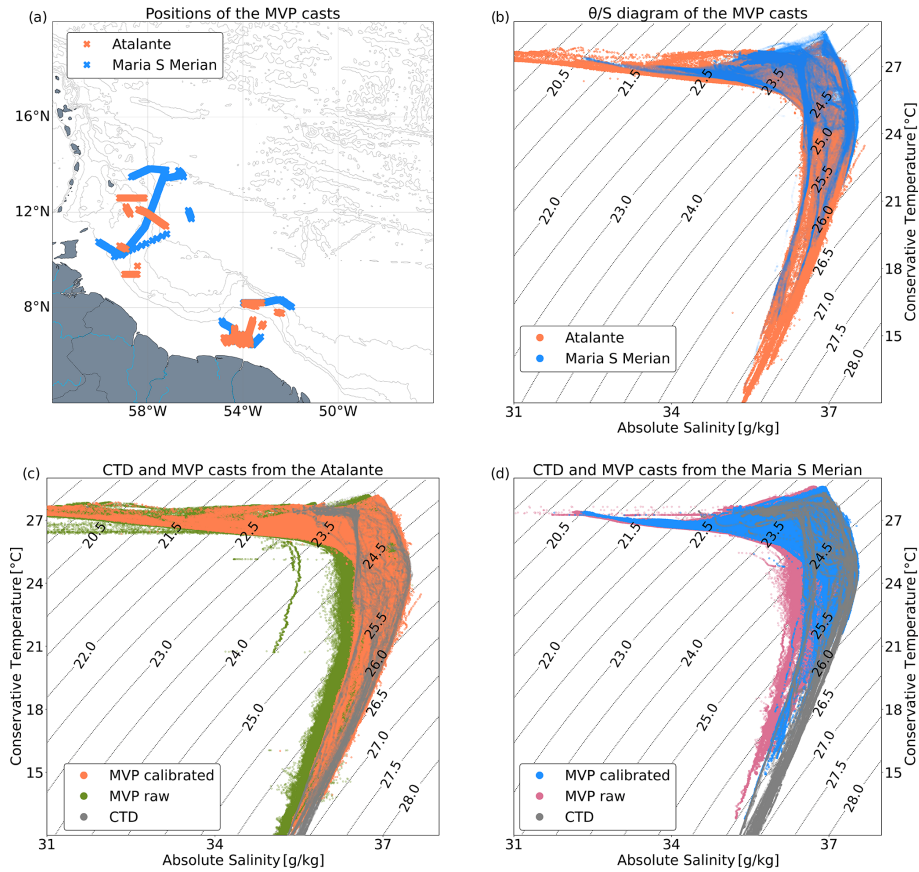 (a)
Positions of the MVP casts
Atalante
Maria S Merian
16°N
12°N
8°N
58°W 54°W 50°W
(b)
θ/S diagram of the MVP casts
20.5 21.5 22.5 23.5
24.5
25.0
25.5
26.0
26.5
27.0
27.5
28.0
22.0 23.0 24.0
27
24
21
18
15
Conservative Temperature [°C]
Atalante
Maria S Merian
31 34 37
Absolute Salinity [g/kg]
(c)
CTD and MVP casts from the Atalante
20.5 21.5 22.5 23.5
24.5
25.5
26.0
26.5
27.0
27.5
28.0
22.0 23.0 24.0
25.0
27
24
21
18
15
Conservative Temperature [°C]
MVP calibrated
MVP raw
CTD
31 34 37
Absolute Salinity [g/kg]
(d)
CTD and MVP casts from the Maria S Merian
20.5 21.5 22.5 23.5
24.5
25.5
26.0
26.5
27.0
27.5
28.0
22.0 23.0 24.0
25.0
27
24
21
18
15
Conservative Temperature [°C]
MVP calibrated
MVP raw
CTD
31 34 37
Absolute Salinity [g/kg]